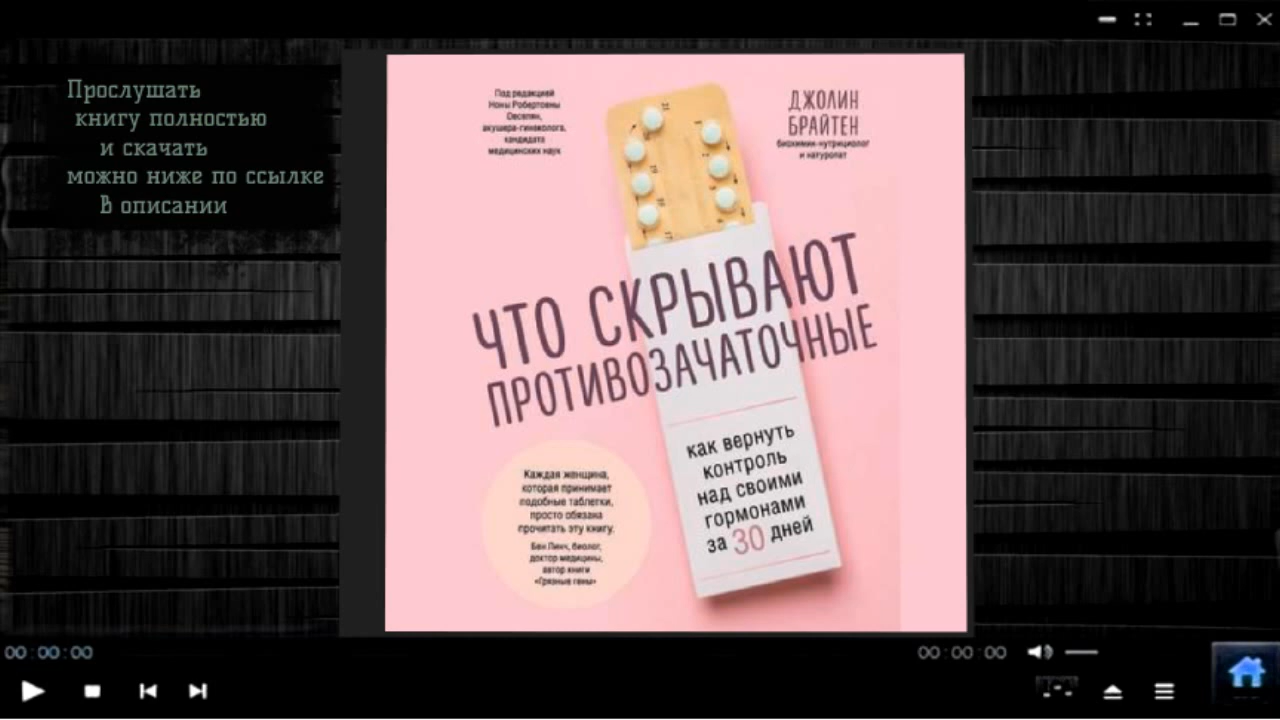 Прослушать
книгу полностью
и скачать
можно ниже по ссылке
В описании
Под редакцией
Ноны Робертовны
Овсепян,
акушера-гинеколога,
кандидата
медицинских наук
ДЖОЛИН
БРАЙТЕН
биохимик-нутрициолог
и натуропат
ЧТО СКРЫВАЮТ
ПРОТИВОЗАЧАТОЧНЫЕ
как вернуть
контроль
над своими
гормонами
за 30 дней
Каждая женщина,
которая принимает
подобные таблетки,
просто обязана
прочитать эту книгу.
Бен Линч, биолог,
доктор медицины,
автор книги
«Грязные гены»
00:00:00
00:00:00